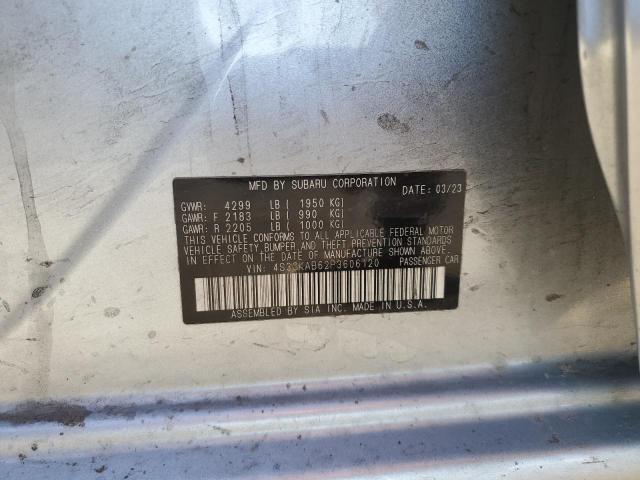 MFD BY SUBARU CORPORATION DATE: 03/23
GVWR: 4299 LB ( 1950 KG)
GAWR: F 2183 LB ( 990 KG)
GAWR: R 2205 LB ( 1000 KG)
THIS VEHICLE CONFORMS TO ALL APPLICABLE FEDERAL MOTOR
VEHICLE SAFETY, BUMPER, AND THEFT PREVENTION STANDARDS
IN EFFECT ON THE DATE OF MANUFACTURE SHOWN ABOVE.
VIN: 4S3GKAB62P3606120 PASSENGER CAR
ASSEMBLED BY SIA INC. MADE IN U.S.A.